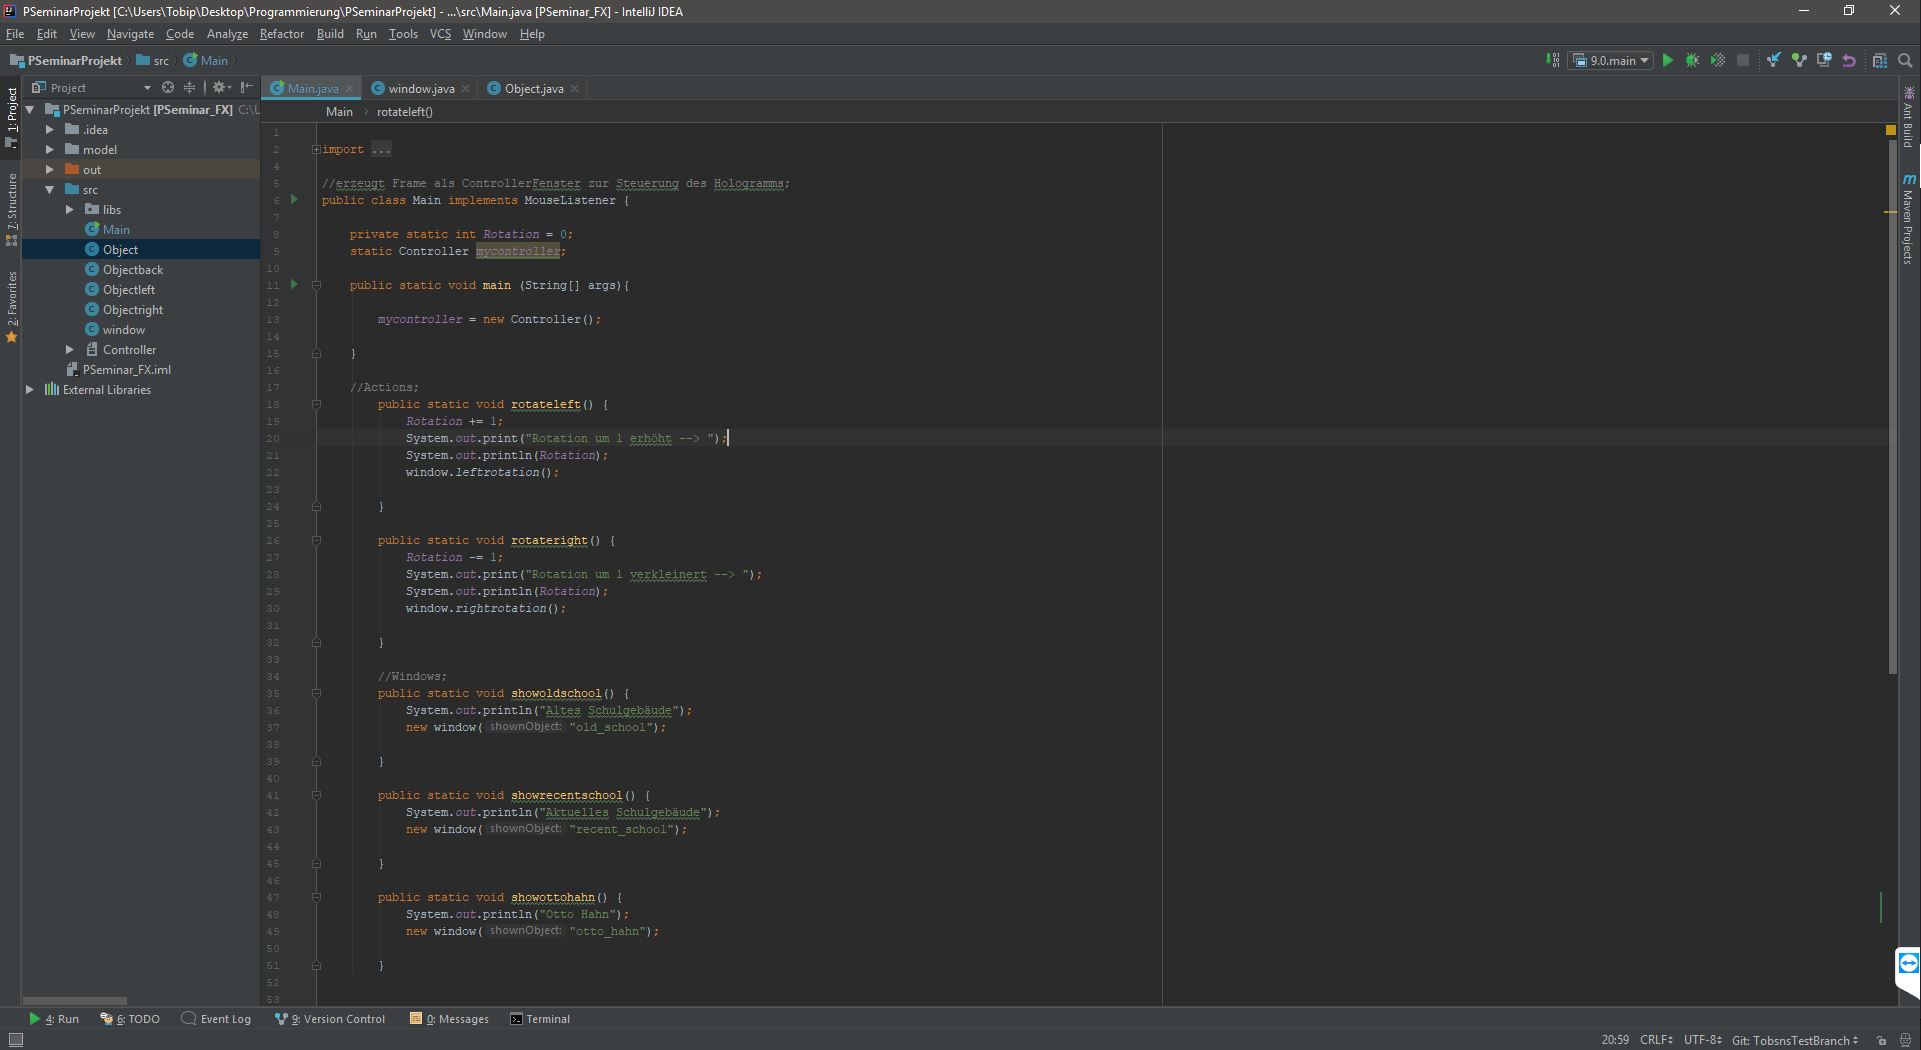 PSeminarProjekt [C:\Users\Tobip\Desktop\Programmierung\PSeminarProjekt] - ...\src\Main.java [PSeminar_FX] - IntelliJ IDEA
File Edit View Navigate Code Analyze Refactor Build Run Tools VCS Window Help
PSeminarProjekt src Main 9.0.main
Project Main.java window.java Object.java
Main rotateleft()
1: Project
7: Structure
2: Favorites
PSeminarProjekt [PSeminar_FX] C:\U
.idea
model
out
src
libs
Main
Object
Objectback
Objectleft
Objectright
window
Controller
PSeminar_FX.iml
External Libraries
1
2 import ...
4
5 //erzeugt Frame als ControllerFenster zur Steuerung des Hologramms;
6 public class Main implements MouseListener {
7
8 private static int Rotation = 0;
9 static Controller mycontroller;
10
11 public static void main (String[] args){
12
13 mycontroller = new Controller();
14
15 }
16
17 //Actions;
18 public static void rotateleft() {
19 Rotation += 1;
20 System.out.print("Rotation um 1 erhöht --> ");
21 System.out.println(Rotation);
22 window.leftrotation();
23
24 }
25
26 public static void rotateright() {
27 Rotation -= 1;
28 System.out.print("Rotation um 1 verkleinert --> ");
29 System.out.println(Rotation);
30 window.rightrotation();
31
32 }
33
34 //Windows;
35 public static void showoldschool() {
36 System.out.println("Altes Schulgebäude");
37 new window( shownObject: "old_school");
38
39 }
40
41 public static void showrecentschool() {
42 System.out.println("Aktuelles Schulgebäude");
43 new window( shownObject: "recent_school");
44
45 }
46
47 public static void showottohahn() {
48 System.out.println("Otto Hahn");
49 new window( shownObject: "otto_hahn");
50
51 }
52
53
Ant Build
Maven Projects
4: Run 6: TODO Event Log 9: Version Control 0: Messages Terminal
20:59 CRLF UTF-8 Git: TobsnsTestBranch